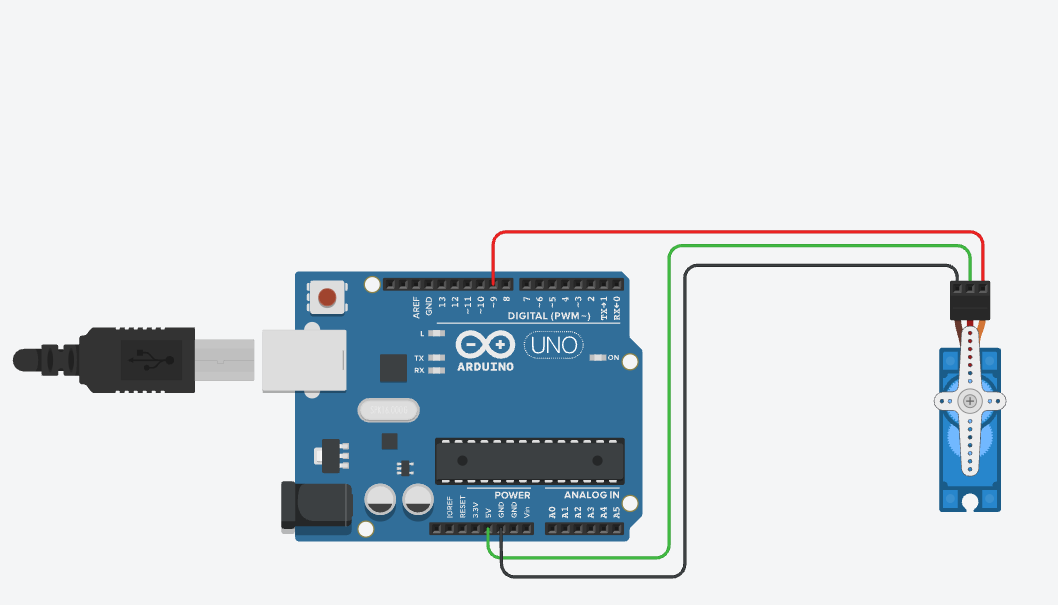 AREF
GND
13
12
~11
~10
~9
8
7
~6
~5
4
~3
2
TX→1
RX←0
DIGITAL (PWM~)
L
TX
RX
UNO
ON
ARDUINO
POWER
ANALOG IN
IOREF
RESET
3.3V
5V
GND
GND
Vin
A0
A1
A2
A3
A4
A5